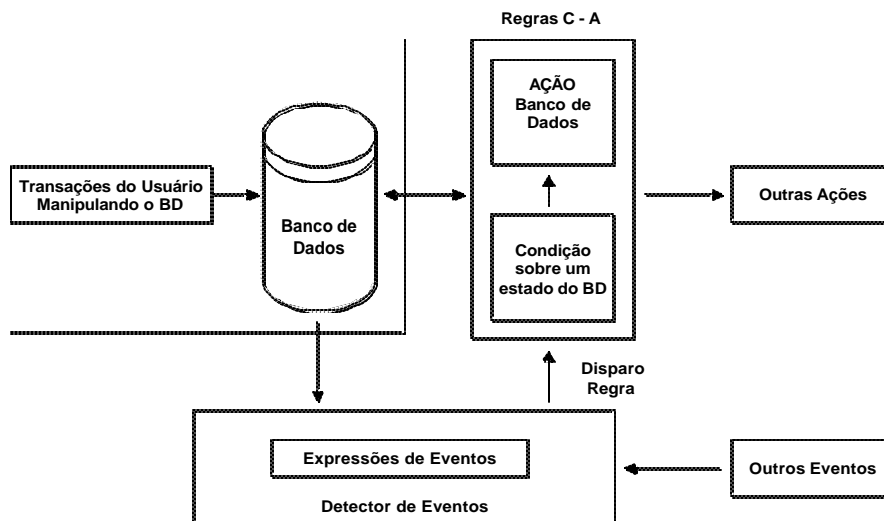 Regras C - A
AÇÃO
Banco de
Dados
Transações do Usuário
Manipulando o BD
Banco de
Dados
Outras Ações
Condição
sobre um
estado do BD
Disparo
Regra
Expressões de Eventos
Outros Eventos
Detector de Eventos